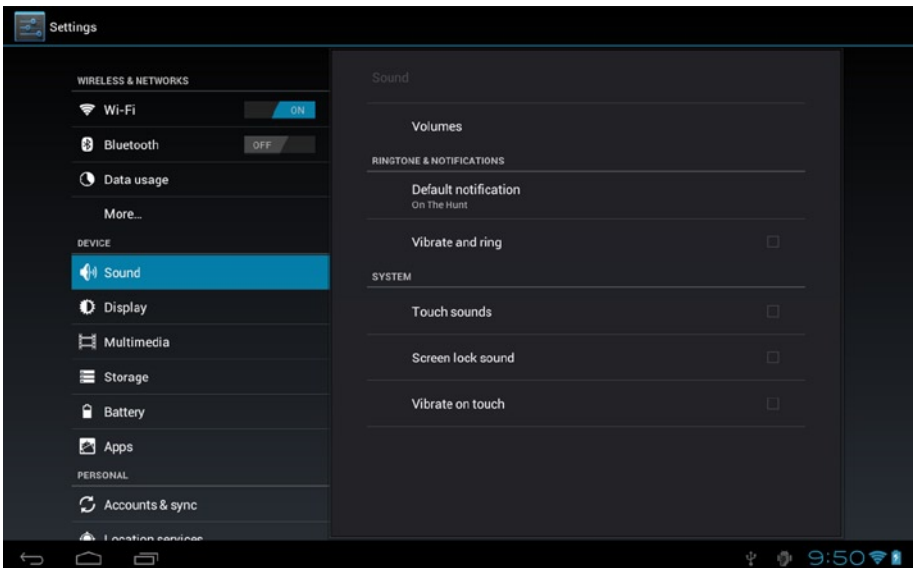 Settings
WIRELESS & NETWORKS
Wi-Fi
ON
Bluetooth
OFF
Data usage
More...
DEVICE
Sound
Display
Multimedia
Storage
Battery
Apps
PERSONAL
Accounts & sync
Location services
Sound
Volumes
RINGTONE & NOTIFICATIONS
Default notification
On The Hunt
Vibrate and ring
SYSTEM
Touch sounds
Screen lock sound
Vibrate on touch
9:50